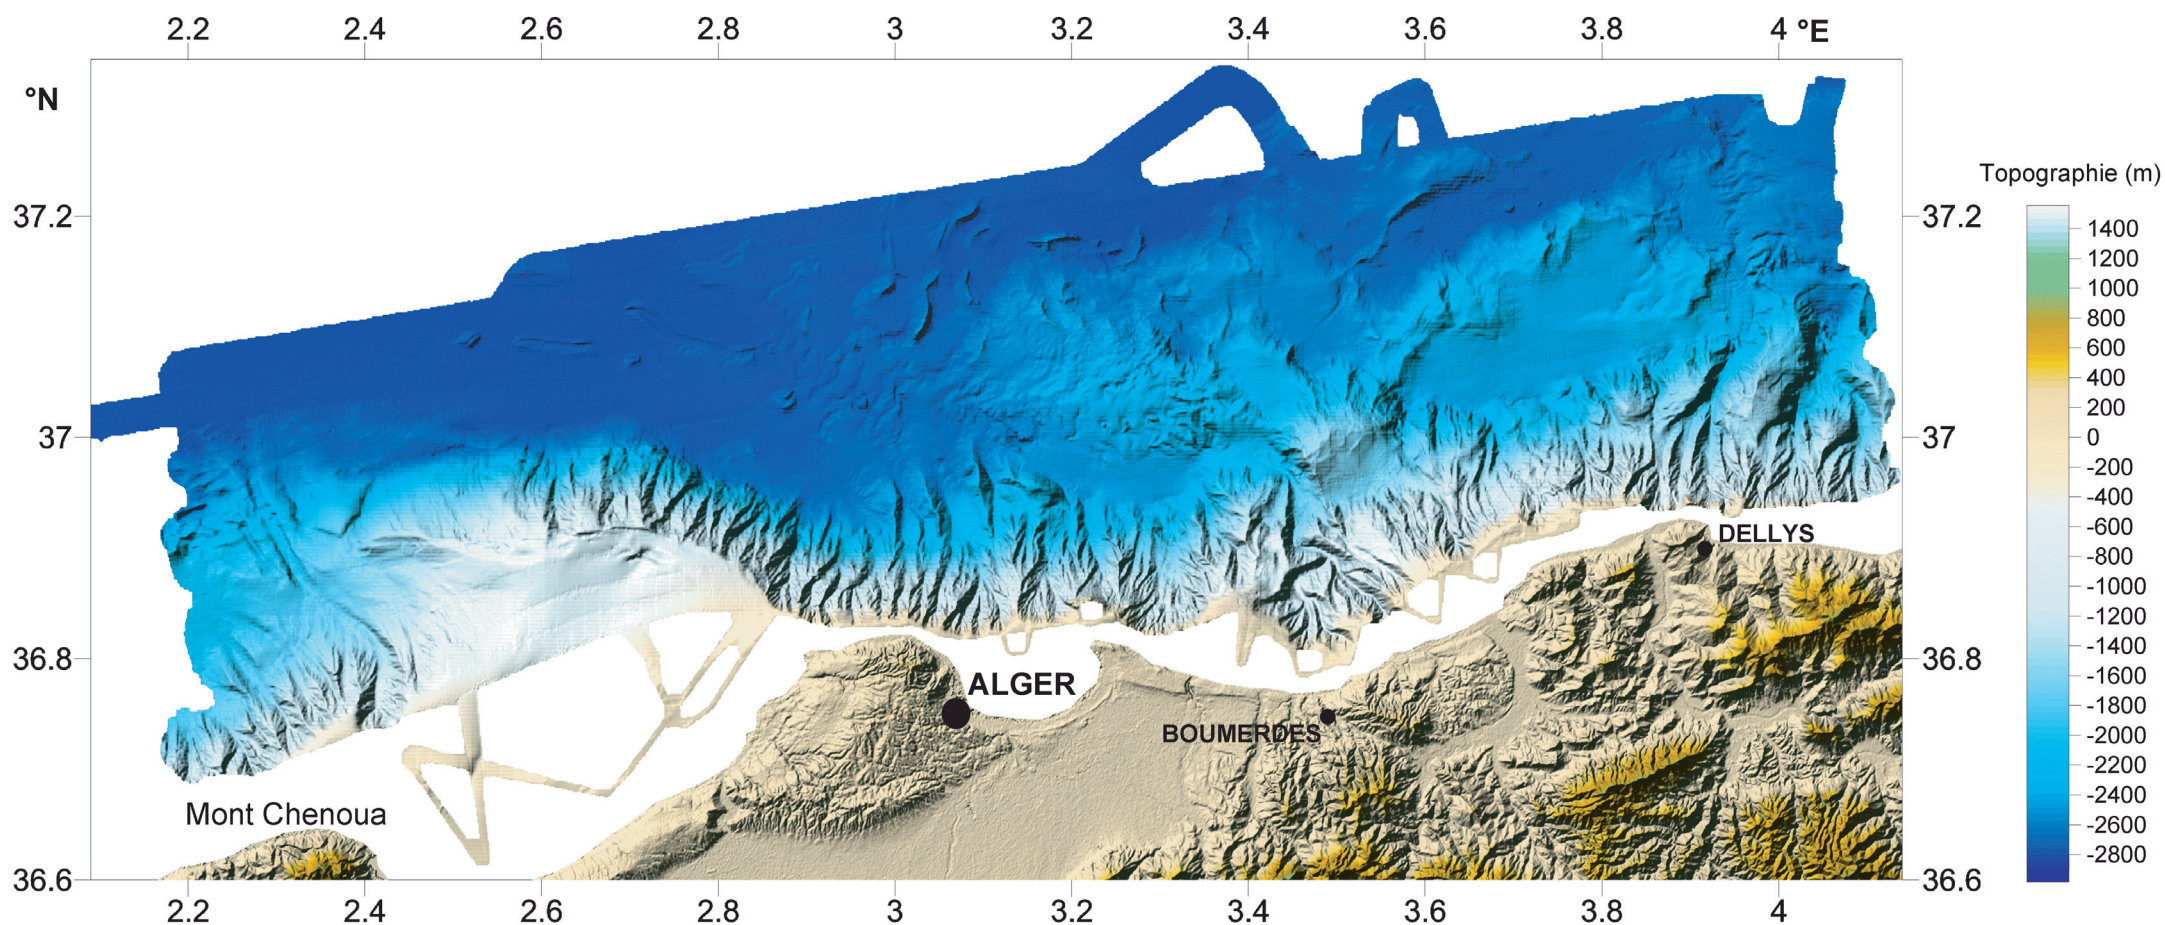 2.2 2.4 2.6 2.8 3 3.2 3.4 3.6 3.8 4 °E
°N
Topographie (m)
37.2 37.2
1400
1200
1000
800
600
400
200
37 0 37
-200
-400
-600
-800
-1000
-1200
-1400
-1600
-1800
-2000
-2200
-2400
-2600
-2800
DELLYS
36.8 36.8
ALGER
BOUMERDES
Mont Chenoua
36.6 36.6
2.2 2.4 2.6 2.8 3 3.2 3.4 3.6 3.8 4